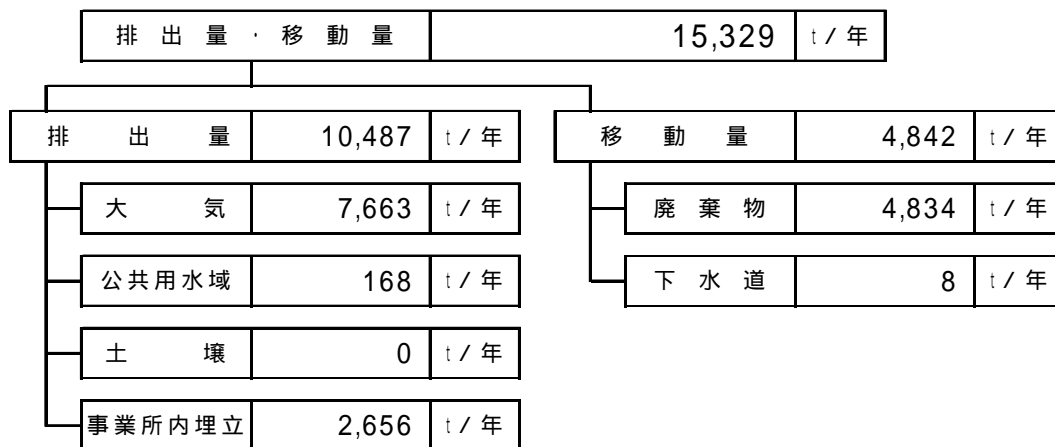 排出量・移動量 15,329 t/年
排出量 10,487 t/年 移動量 4,842 t/年
大気 7,663 t/年 廃棄物 4,834 t/年
公共用水域 168 t/年 下水道 8 t/年
土壌 0 t/年
事業所内埋立 2,656 t/年